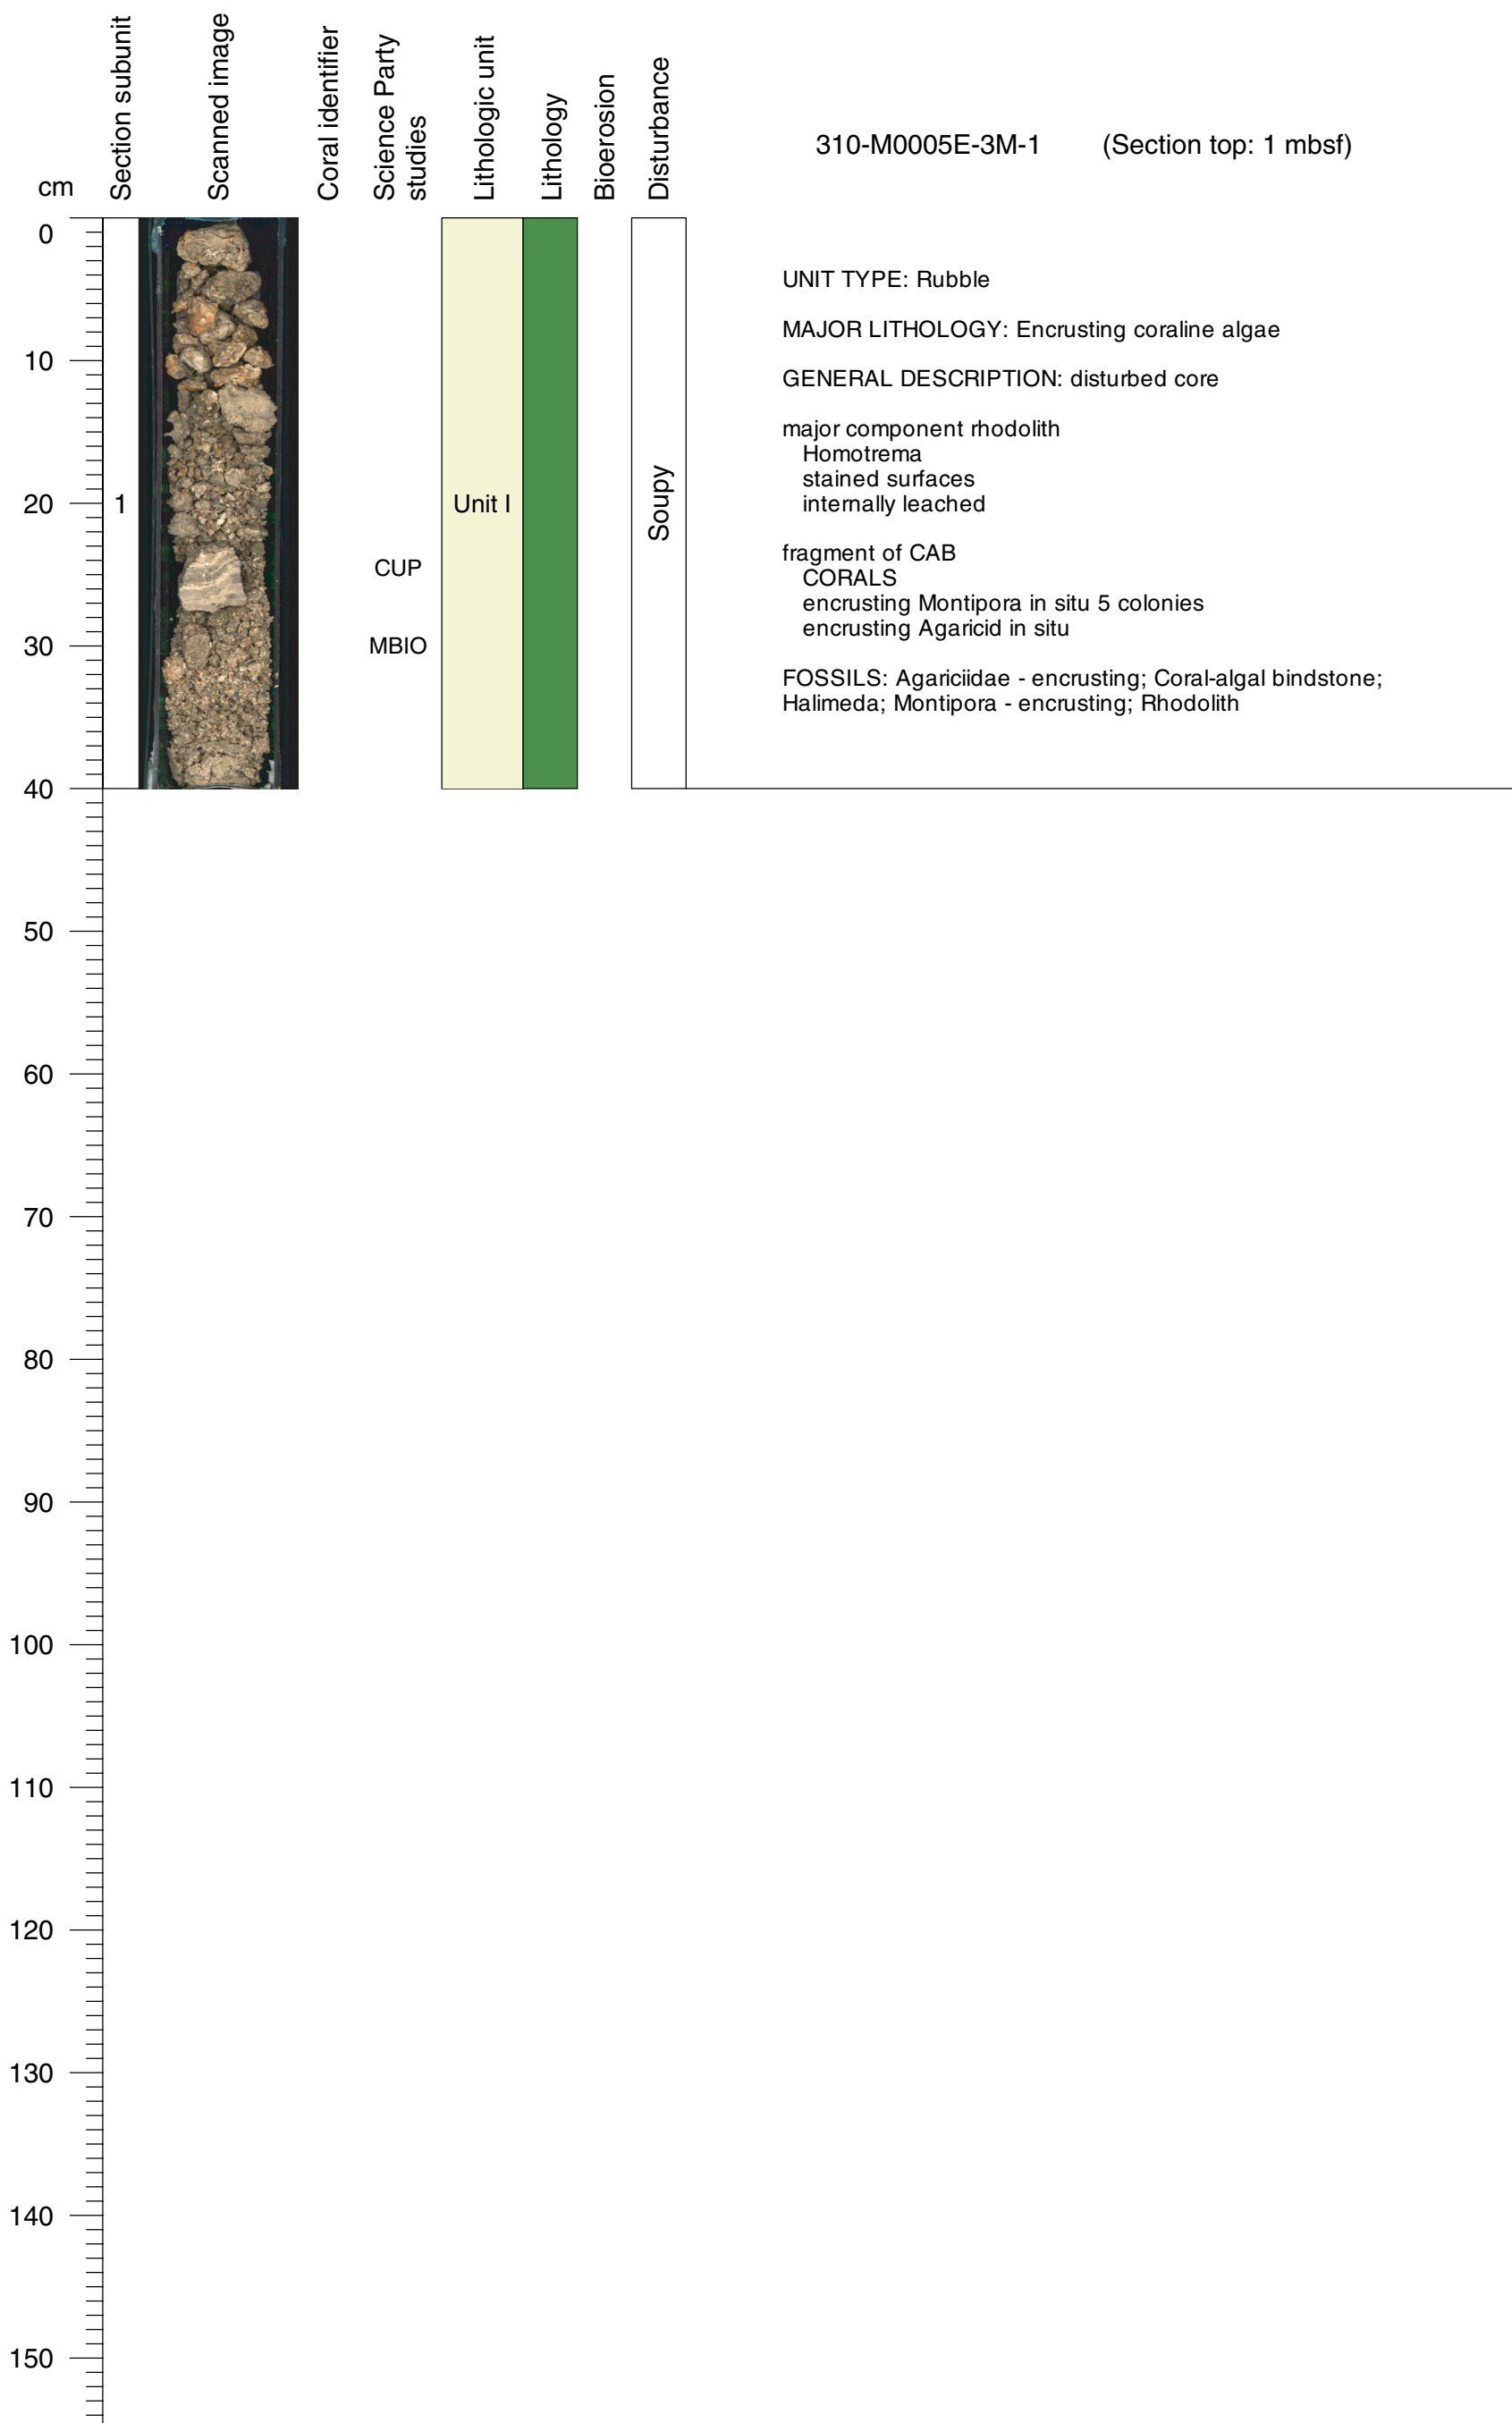 Section subunit
Scanned image
Coral identifier
Science Party
studies
Lithologic unit
Lithology
Bioerosion
Disturbance
310-M0005E-3M-1 (Section top: 1 mbsf)
cm
0
10
20
30
40
50
60
70
80
90
100
110
120
130
140
150
1
CUP
MBIO
Unit I
Soupy
UNIT TYPE: Rubble
MAJOR LITHOLOGY: Encrusting coraline algae
GENERAL DESCRIPTION: disturbed core
major component rhodolith
Homotrema
stained surfaces
internally leached
fragment of CAB
CORALS
encrusting Montipora in situ 5 colonies
encrusting Agaricid in situ
FOSSILS: Agariciidae - encrusting; Coral-algal bindstone;
Halimeda; Montipora - encrusting; Rhodolith